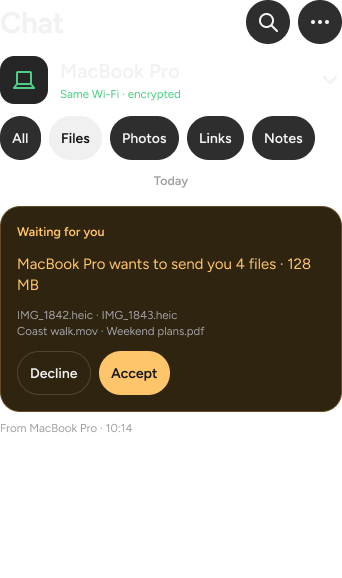 Chat
MacBook Pro
Same Wi-Fi · encrypted
All
Files
Photos
Links
Notes
Today
Waiting for you
MacBook Pro wants to send you 4 files · 128
MB
IMG_1842.heic · IMG_1843.heic
Coast walk.mov · Weekend plans.pdf
Decline
Accept
From MacBook Pro · 10:14